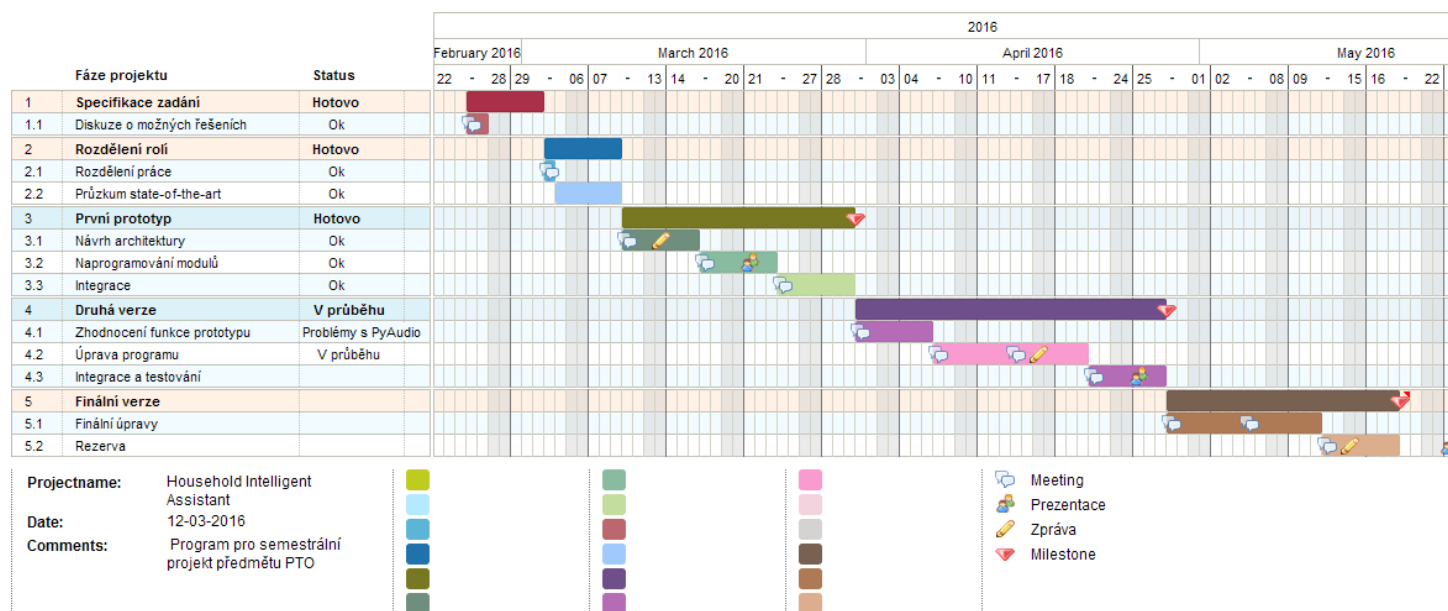 2016
February 2016 March 2016 April 2016 May 2016
Fáze projektu Status 22 - 28 29 - 06 07 - 13 14 - 20 21 - 27 28 - 03 04 - 10 11 - 17 18 - 24 25 - 01 02 - 08 09 - 15 16 - 22
1 Specifikace zadání Hotovo
1.1 Diskuze o možných řešeních Ok
2 Rozdělení rolí Hotovo
2.1 Rozdělení práce Ok
2.2 Průzkum state-of-the-art Ok
3 První prototyp Hotovo
3.1 Návrh architektury Ok
3.2 Naprogramování modulů Ok
3.3 Integrace Ok
4 Druhá verze V průběhu
4.1 Zhodnocení funkce prototypu Problémy s PyAudio
4.2 Úprava programu V průběhu
4.3 Integrace a testování
5 Finální verze
5.1 Finální úpravy
5.2 Rezerva
Projectname: Household Intelligent
Assistant
Date: 12-03-2016
Comments: Program pro semestrální
projekt předmětu PTO
Meeting
Prezentace
Zpráva
Milestone